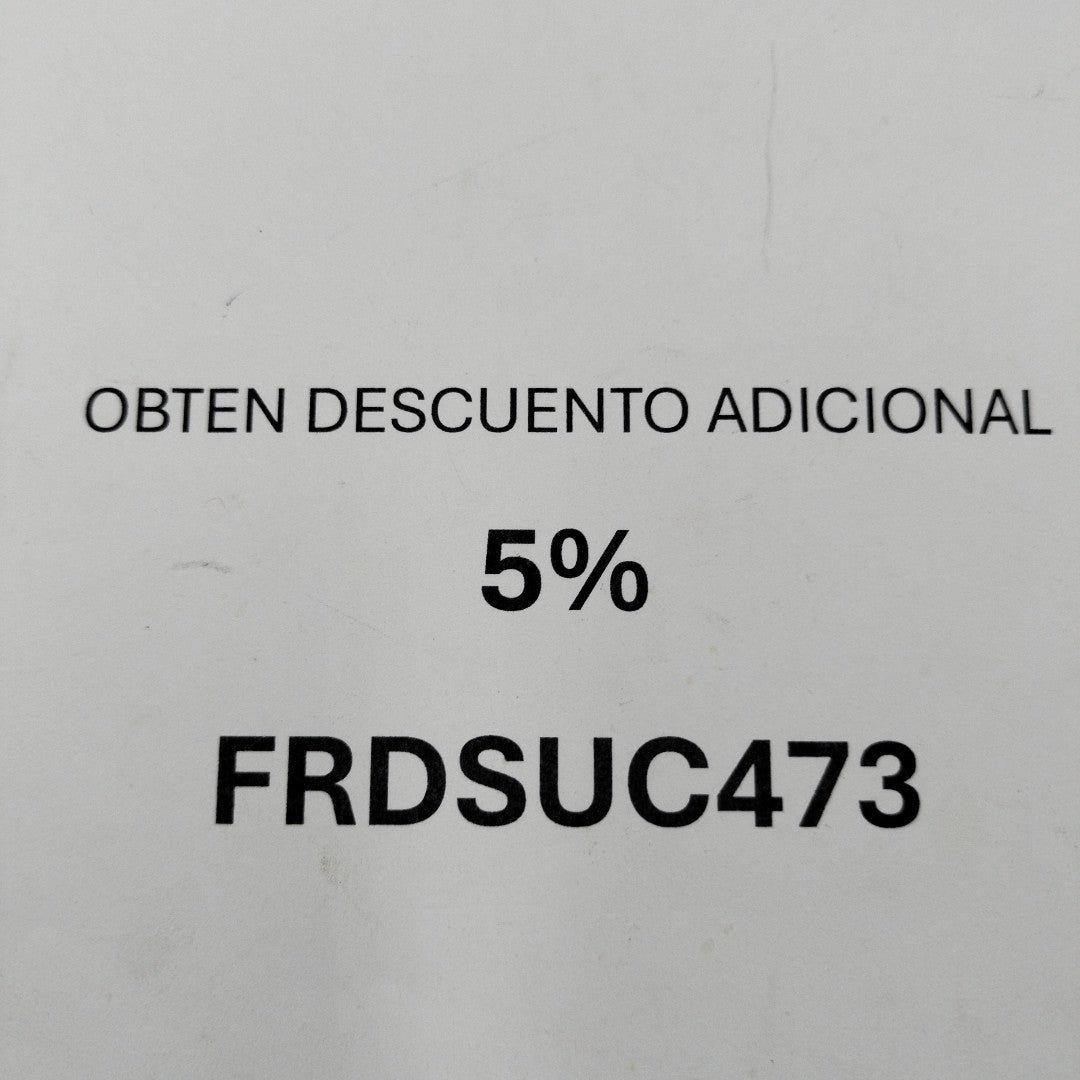 OBTEN DESCUENTO ADICIONAL
5%
FRDSUC473